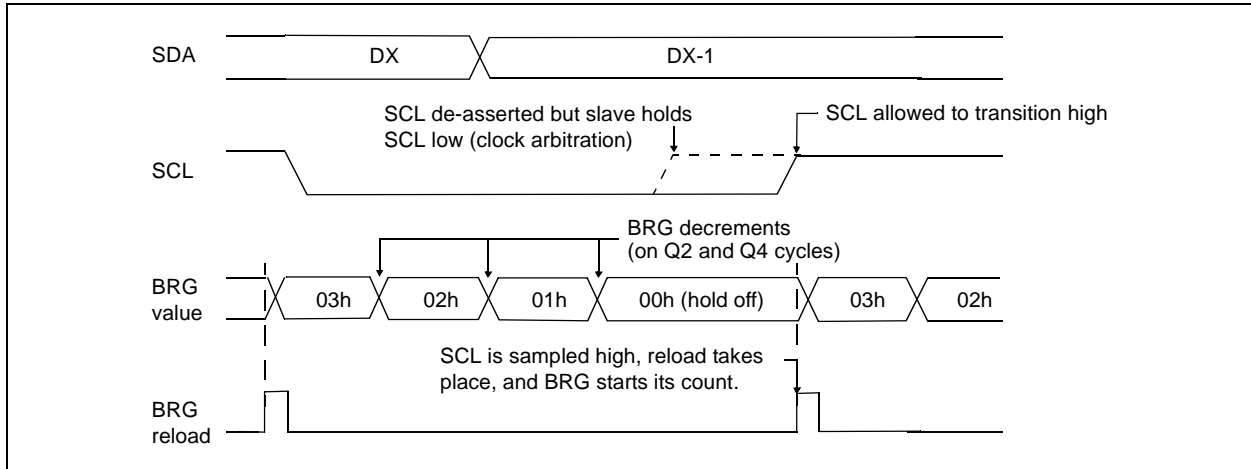 SDA
DX
DX-1
SCL de-asserted but slave holds
SCL low (clock arbitration)
SCL allowed to transition high
SCL
BRG decrements
(on Q2 and Q4 cycles)
BRG
value
03h
02h
01h
00h (hold off)
03h
02h
SCL is sampled high, reload takes
place, and BRG starts its count.
BRG
reload